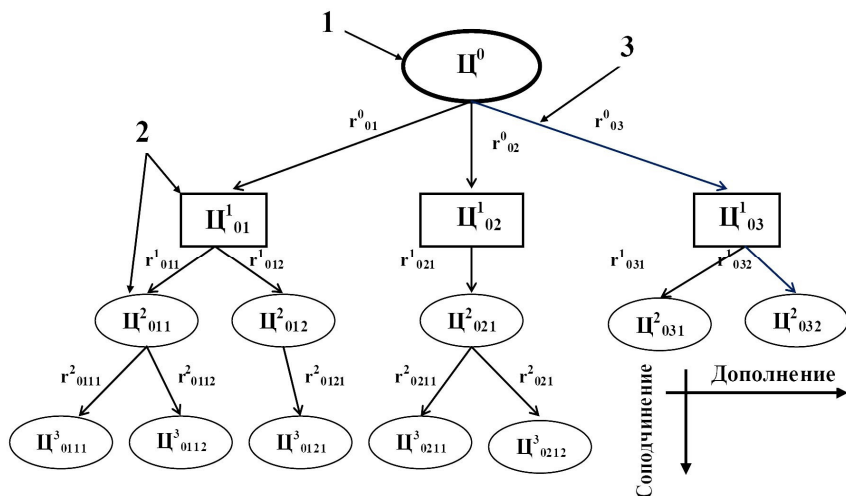 1
Ц⁰
3
r⁰₀₁
r⁰₀₂
r⁰₀₃
2
Ц¹₀₁
Ц¹₀₂
Ц¹₀₃
r¹₀₁₁
r¹₀₁₂
r¹₀₂₁
r¹₀₃₁
r¹₀₃₂
Ц²₀₁₁
Ц²₀₁₂
Ц²₀₂₁
Ц²₀₃₁
Ц²₀₃₂
r²₀₁₁₁
r²₀₁₁₂
r²₀₁₂₁
r²₀₂₁₁
r²₀₂₁
Соподчинение
Дополнение
Ц³₀₁₁₁
Ц³₀₁₁₂
Ц³₀₁₂₁
Ц³₀₂₁₁
Ц³₀₂₁₂